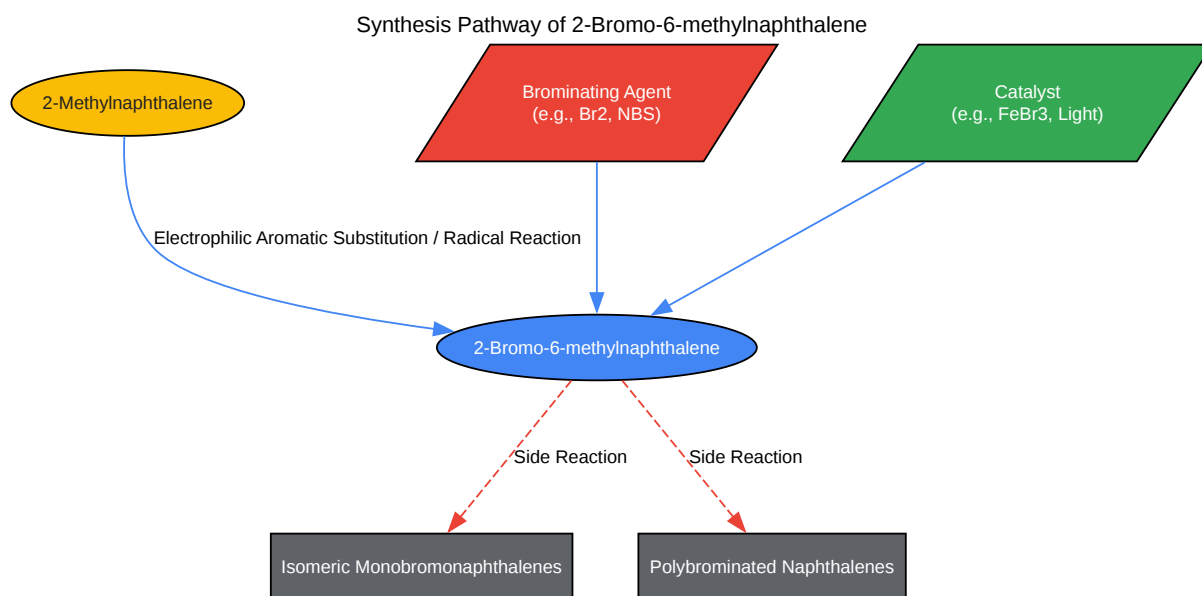 Synthesis Pathway of 2-Bromo-6-methylnaphthalene
2-Methylnaphthalene
Brominating Agent
(e.g., Br2, NBS)
Catalyst
(e.g., FeBr3, Light)
Electrophilic Aromatic Substitution / Radical Reaction
2-Bromo-6-methylnaphthalene
Side Reaction
Side Reaction
Isomeric Monobromonaphthalenes
Polybrominated Naphthalenes